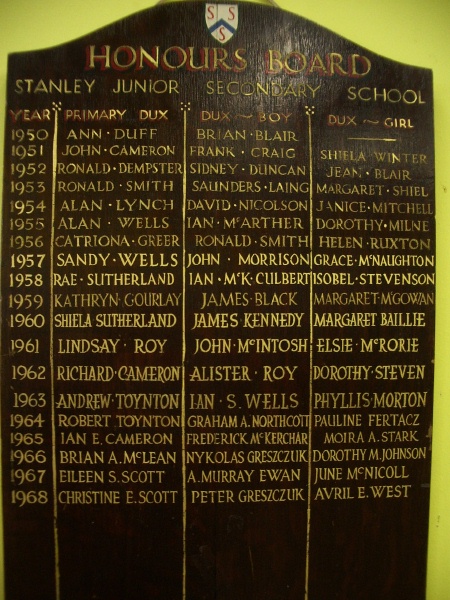 S S S
HONOURS BOARD
STANLEY JUNIOR SECONDARY SCHOOL
YEAR PRIMARY DUX DUX ~ BOY DUX ~ GIRL
1950 ANN · DUFF BRIAN · BLAIR —
1951 JOHN · CAMERON FRANK · CRAIG SHIELA WINTER
1952 RONALD · DEMPSTER SIDNEY · DUNCAN JEAN · BLAIR
1953 RONALD · SMITH SAUNDERS · LAING MARGARET · SHIEL
1954 ALAN · LYNCH DAVID · NICOLSON JANICE · MITCHELL
1955 ALAN · WELLS IAN · McARTHER DOROTHY · MILNE
1956 CATRIONA · GREER RONALD · SMITH HELEN · RUXTON
1957 SANDY · WELLS JOHN · MORRISON GRACE · McNAUGHTON
1958 RAE · SUTHERLAND IAN · McK · CULBERT ISOBEL · STEVENSON
1959 KATHRYN · GOURLAY JAMES · BLACK MARGARET · McGOWAN
1960 SHIELA SUTHERLAND JAMES · KENNEDY MARGARET BAILLIE
1961 LINDSAY · ROY JOHN · McINTOSH ELSIE · McRORIE
1962 RICHARD · CAMERON ALISTER · ROY DOROTHY · STEVEN
1963 ANDREW · TOYNTON IAN · S. WELLS PHYLLIS · MORTON
1964 ROBERT TOYNTON GRAHAM A. NORTHCOTT PAULINE FERTACZ
1965 IAN E. CAMERON FREDERICK McKERCHAR MOIRA A. STARK
1966 BRIAN A. McLEAN NYKOLAS GRESZCZUK DOROTHY M. JOHNSON
1967 EILEEN S. SCOTT A. MURRAY EWAN JUNE McNICOLL
1968 CHRISTINE E. SCOTT PETER GRESZCZUK AVRIL E. WEST